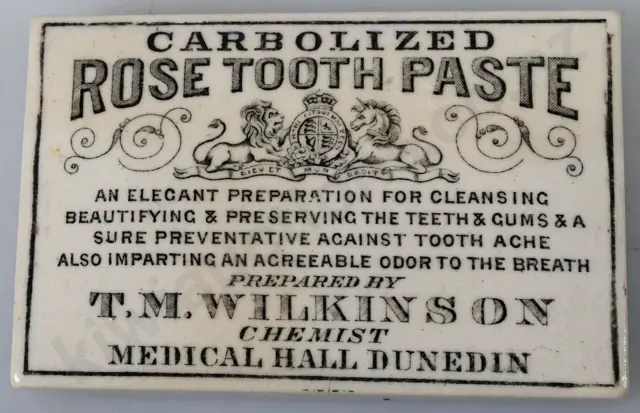 CARBOLIZED
ROSE TOOTH PASTE
DIEU ET MON DROIT
AN ELEGANT PREPARATION FOR CLEANSING
BEAUTIFYING & PRESERVING THE TEETH & GUMS & A
SURE PREVENTATIVE AGAINST TOOTH ACHE
ALSO IMPARTING AN AGREEABLE ODOR TO THE BREATH
PREPARED BY
T.M. WILKINSON
CHEMIST
MEDICAL HALL DUNEDIN